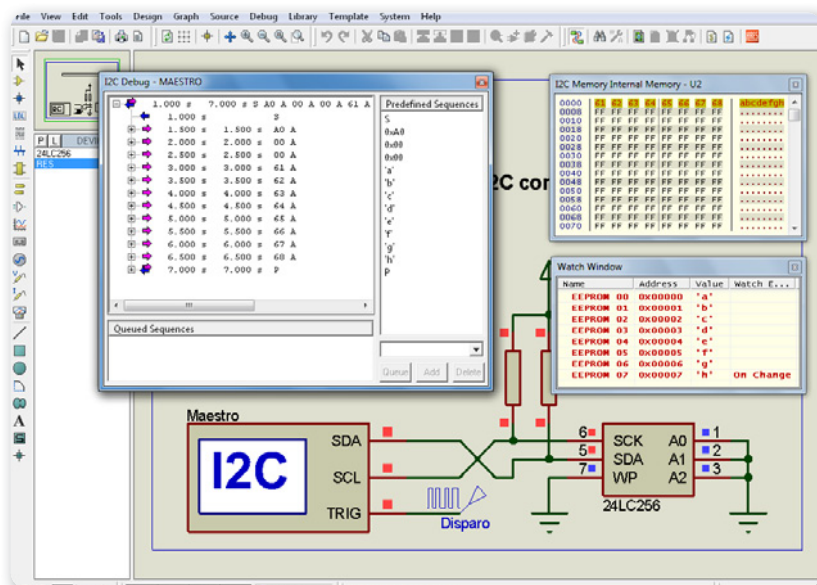 File View Edit Tools Design Graph Source Debug Library Template System Help
I2C Debug - MAESTRO
1.000 s 7.000 s S A0 A 00 A 00 A 61 A
1.000 s S
1.500 s 1.500 s A0 A
2.000 s 2.000 s 00 A
2.500 s 2.500 s 00 A
3.000 s 3.000 s 61 A
3.500 s 3.500 s 62 A
4.000 s 4.000 s 63 A
4.500 s 4.500 s 64 A
5.000 s 5.000 s 65 A
5.500 s 5.500 s 66 A
6.000 s 6.000 s 67 A
6.500 s 6.500 s 68 A
7.000 s 7.000 s P
Queued Sequences
Predefined Sequences
S
0xA0
0x00
0x00
'a'
'b'
'c'
'd'
'e'
'f'
'g'
'h'
P
Queue Add Delete
P L DEVI
24LC256
RES
LBL
A
2C con
I2C Memory Internal Memory - U2
0000 61 62 63 64 65 66 67 68 abcdefgh
0008 FF FF FF FF FF FF FF FF ........
0010 FF FF FF FF FF FF FF FF ........
0018 FF FF FF FF FF FF FF FF ........
0020 FF FF FF FF FF FF FF FF ........
0028 FF FF FF FF FF FF FF FF ........
0030 FF FF FF FF FF FF FF FF ........
0038 FF FF FF FF FF FF FF FF ........
0040 FF FF FF FF FF FF FF FF ........
0048 FF FF FF FF FF FF FF FF ........
0050 FF FF FF FF FF FF FF FF ........
0058 FF FF FF FF FF FF FF FF ........
0060 FF FF FF FF FF FF FF FF ........
0068 FF FF FF FF FF FF FF FF ........
0070 FF FF FF FF FF FF FF FF ........
Watch Window
Name Address Value Watch E...
EEPROM 00 0x00000 'a'
EEPROM 01 0x00001 'b'
EEPROM 02 0x00002 'c'
EEPROM 03 0x00003 'd'
EEPROM 04 0x00004 'e'
EEPROM 05 0x00005 'f'
EEPROM 06 0x00006 'g'
EEPROM 07 0x00007 'h' On Change
Maestro
I2C
SDA
SCL
TRIG
Disparo
6 SCK A0 1
5 SDA A1 2
7 WP A2 3
24LC256